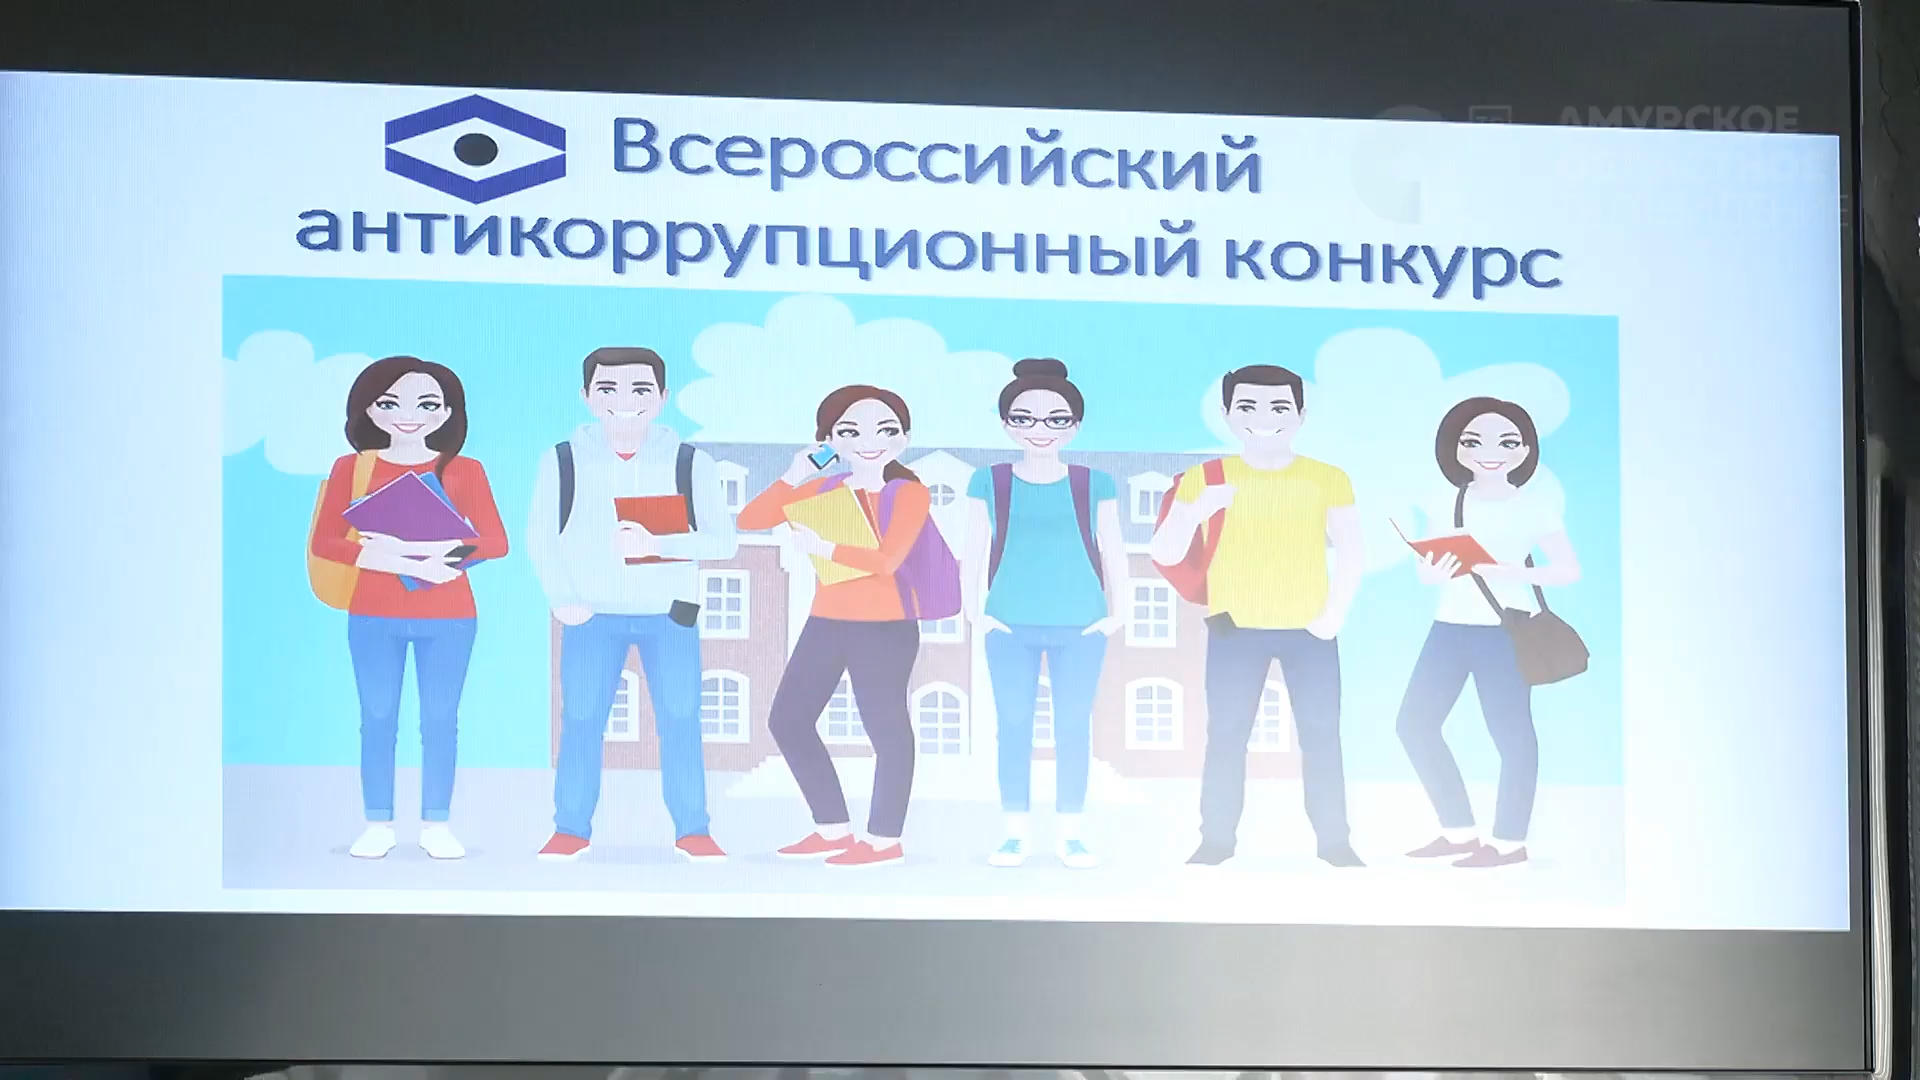 Всероссийский
антикоррупционный конкурс
АМУРСКОЕ